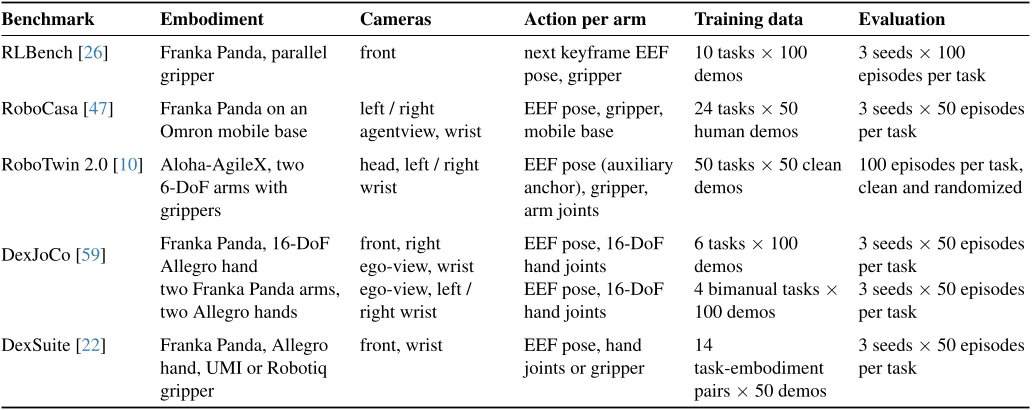 Benchmark Embodiment Cameras Action per arm Training data Evaluation
RLBench [26] Franka Panda, parallel front next keyframe EEF 10 tasks × 100 3 seeds × 100
gripper pose, gripper demos episodes per task
RoboCasa [47] Franka Panda on an left / right EEF pose, gripper, 24 tasks × 50 3 seeds × 50 episodes
Omron mobile base agentview, wrist mobile base human demos per task
RoboTwin 2.0 [10] Aloha-AgileX, two head, left / right EEF pose (auxiliary 50 tasks × 50 clean 100 episodes per task,
6-DoF arms with wrist anchor), gripper, demos clean and randomized
grippers arm joints
DexJoCo [59] Franka Panda, 16-DoF front, right EEF pose, 16-DoF 6 tasks × 100 3 seeds × 50 episodes
Allegro hand ego-view, wrist hand joints demos per task
two Franka Panda arms, ego-view, left / EEF pose, 16-DoF 4 bimanual tasks × 3 seeds × 50 episodes
two Allegro hands right wrist hand joints 100 demos per task
DexSuite [22] Franka Panda, Allegro front, wrist EEF pose, hand 14 3 seeds × 50 episodes
hand, UMI or Robotiq joints or gripper task-embodiment per task
gripper pairs × 50 demos